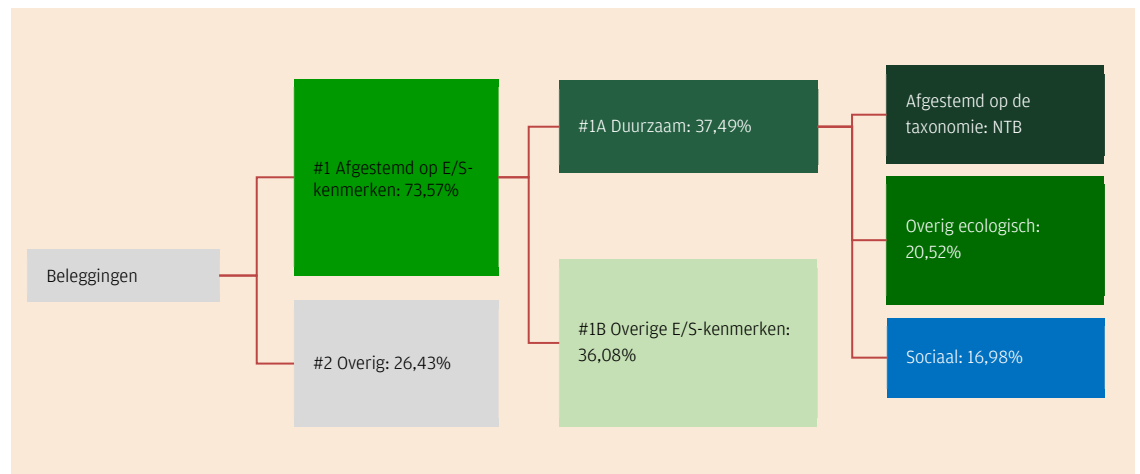 Beleggingen
#1 Afgestemd op E/S-
kenmerken: 73,57%
#2 Overig: 26,43%
#1A Duurzaam: 37,49%
#1B Overige E/S-kenmerken:
36,08%
Afgestemd op de
taxonomie: NTB
Overig ecologisch:
20,52%
Sociaal: 16,98%